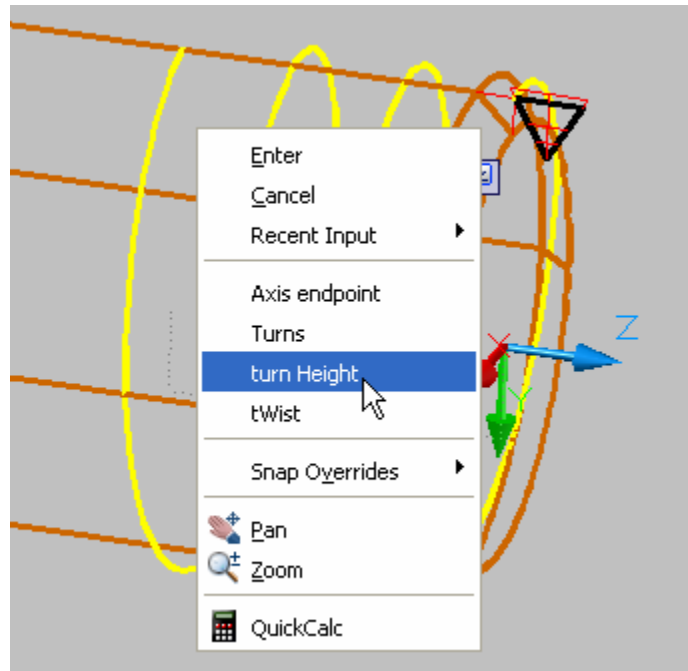 Enter
Cancel
Recent Input
Axis endpoint
Turns
turn Height
Z
X
Y
tWist
Snap Overrides
Pan
Zoom
QuickCalc